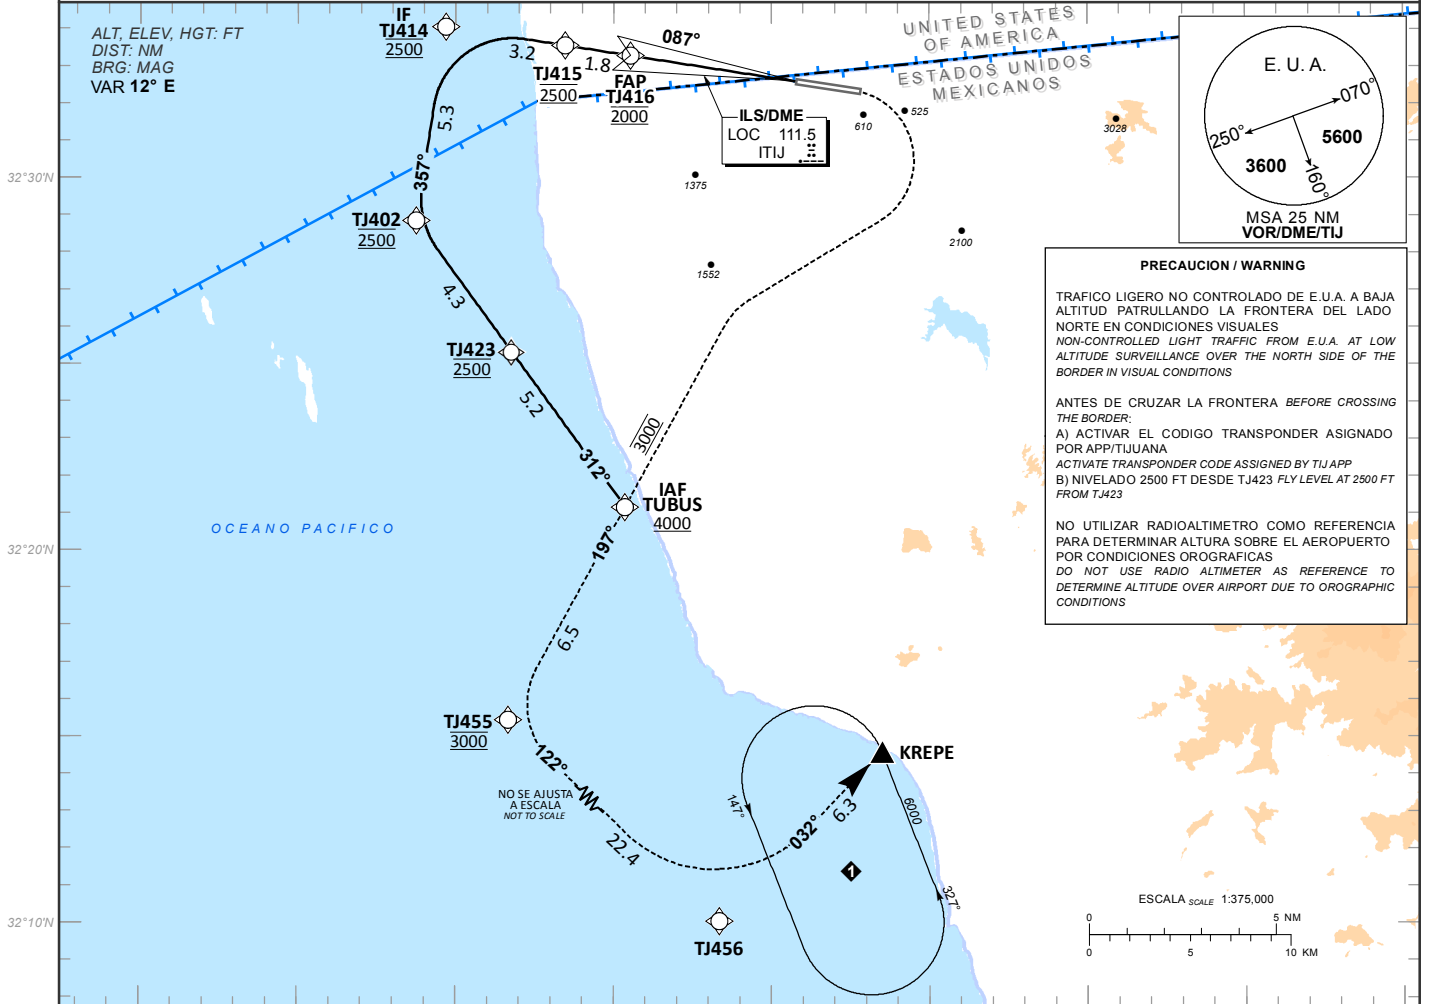 ALT, ELEV, HGT: FT
DIST: NM
BRG: MAG
VAR 12° E
IF
TJ414
2500
3.2
TJ415
2500
1.8
FAP
TJ416
2000
087°
UNITED STATES
OF AMERICA
ESTADOS UNIDOS
MEXICANOS
ILS/DME
LOC 111.5
ITIJ
610
525
3028
1375
2100
1552
E. U. A.
070°
250°
160°
5600
3600
MSA 25 NM
VOR/DME/TIJ
5.3
357°
32°30'N
TJ402
2500
4.3
TJ423
2500
5.2
312°
3000
IAF
TUBUS
4000
197°
OCEANO PACIFICO
32°20'N
6.5
TJ455
3000
122°
NO SE AJUSTA
A ESCALA
NOT TO SCALE
22.4
032°
6.3
KREPE
147°
6000
327°
1
TJ456
32°10'N
PRECAUCION / WARNING
TRAFICO LIGERO NO CONTROLADO DE E.U.A. A BAJA
ALTITUD PATRULLANDO LA FRONTERA DEL LADO
NORTE EN CONDICIONES VISUALES
NON-CONTROLLED LIGHT TRAFFIC FROM E.U.A. AT LOW
ALTITUDE SURVEILLANCE OVER THE NORTH SIDE OF THE
BORDER IN VISUAL CONDITIONS
ANTES DE CRUZAR LA FRONTERA BEFORE CROSSING
THE BORDER:
A) ACTIVAR EL CODIGO TRANSPONDER ASIGNADO
POR APP/TIJUANA
ACTIVATE TRANSPONDER CODE ASSIGNED BY TIJ APP
B) NIVELADO 2500 FT DESDE TJ423 FLY LEVEL AT 2500 FT
FROM TJ423
NO UTILIZAR RADIOALTIMETRO COMO REFERENCIA
PARA DETERMINAR ALTURA SOBRE EL AEROPUERTO
POR CONDICIONES OROGRAFICAS
DO NOT USE RADIO ALTIMETER AS REFERENCE TO
DETERMINE ALTITUDE OVER AIRPORT DUE TO OROGRAPHIC
CONDITIONS
ESCALA SCALE 1:375,000
0 5 NM
0 5 10 KM